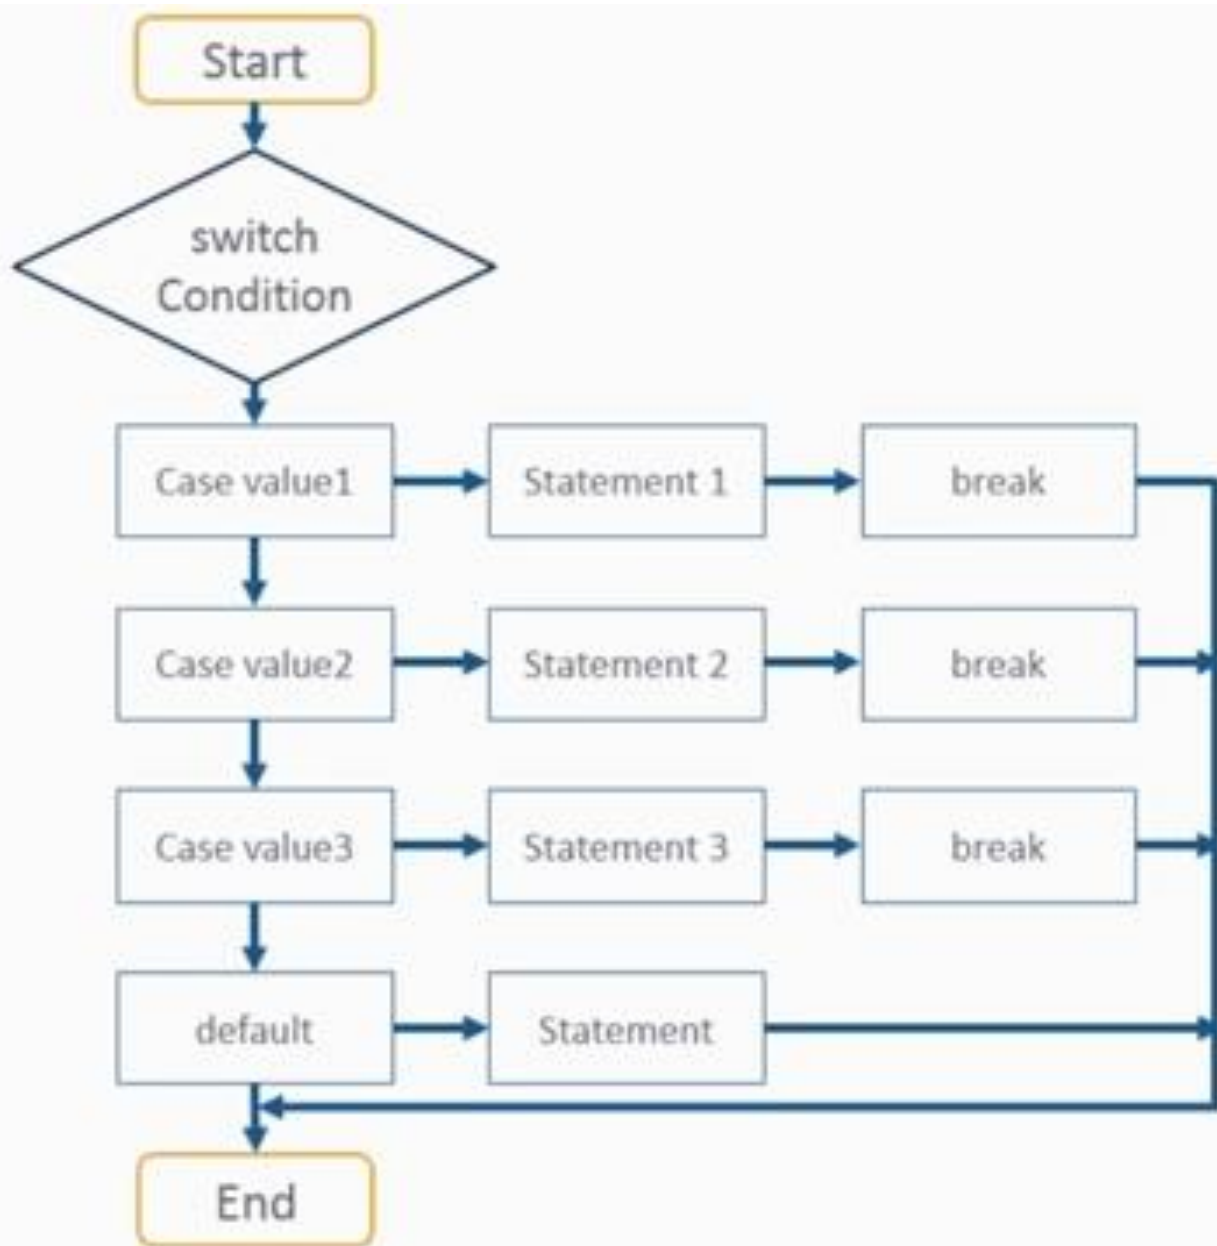 Start
switch
Condition
Case value1
Statement 1
break
Case value2
Statement 2
break
Case value3
Statement 3
break
default
Statement
End